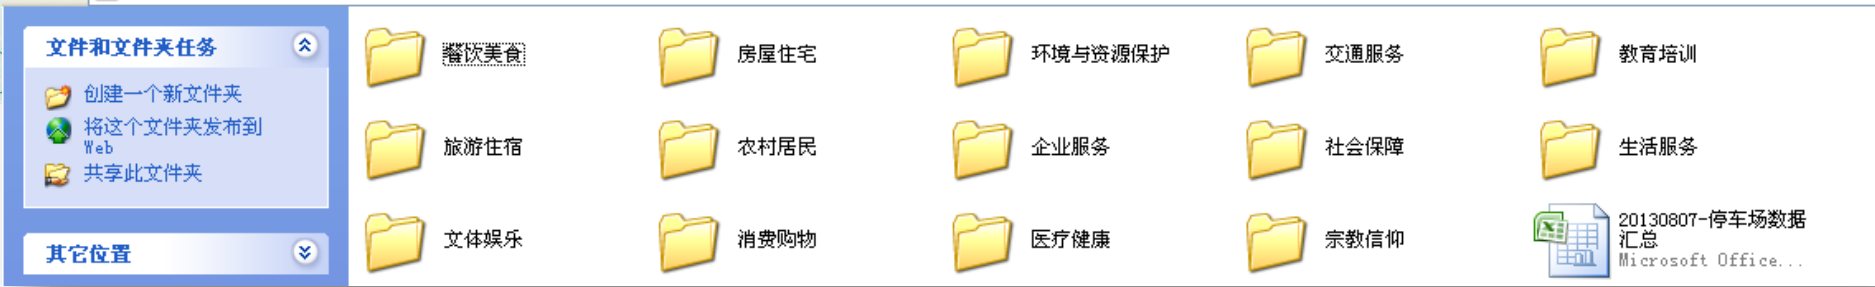 文件和文件夹任务
创建一个新文件夹
将这个文件夹发布到
Web
共享此文件夹
其它位置
餐饮美食
房屋住宅
环境与资源保护
交通服务
教育培训
旅游住宿
农村居民
企业服务
社会保障
生活服务
文体娱乐
消费购物
医疗健康
宗教信仰
20130807-停车场数据
汇总
Microsoft Office...